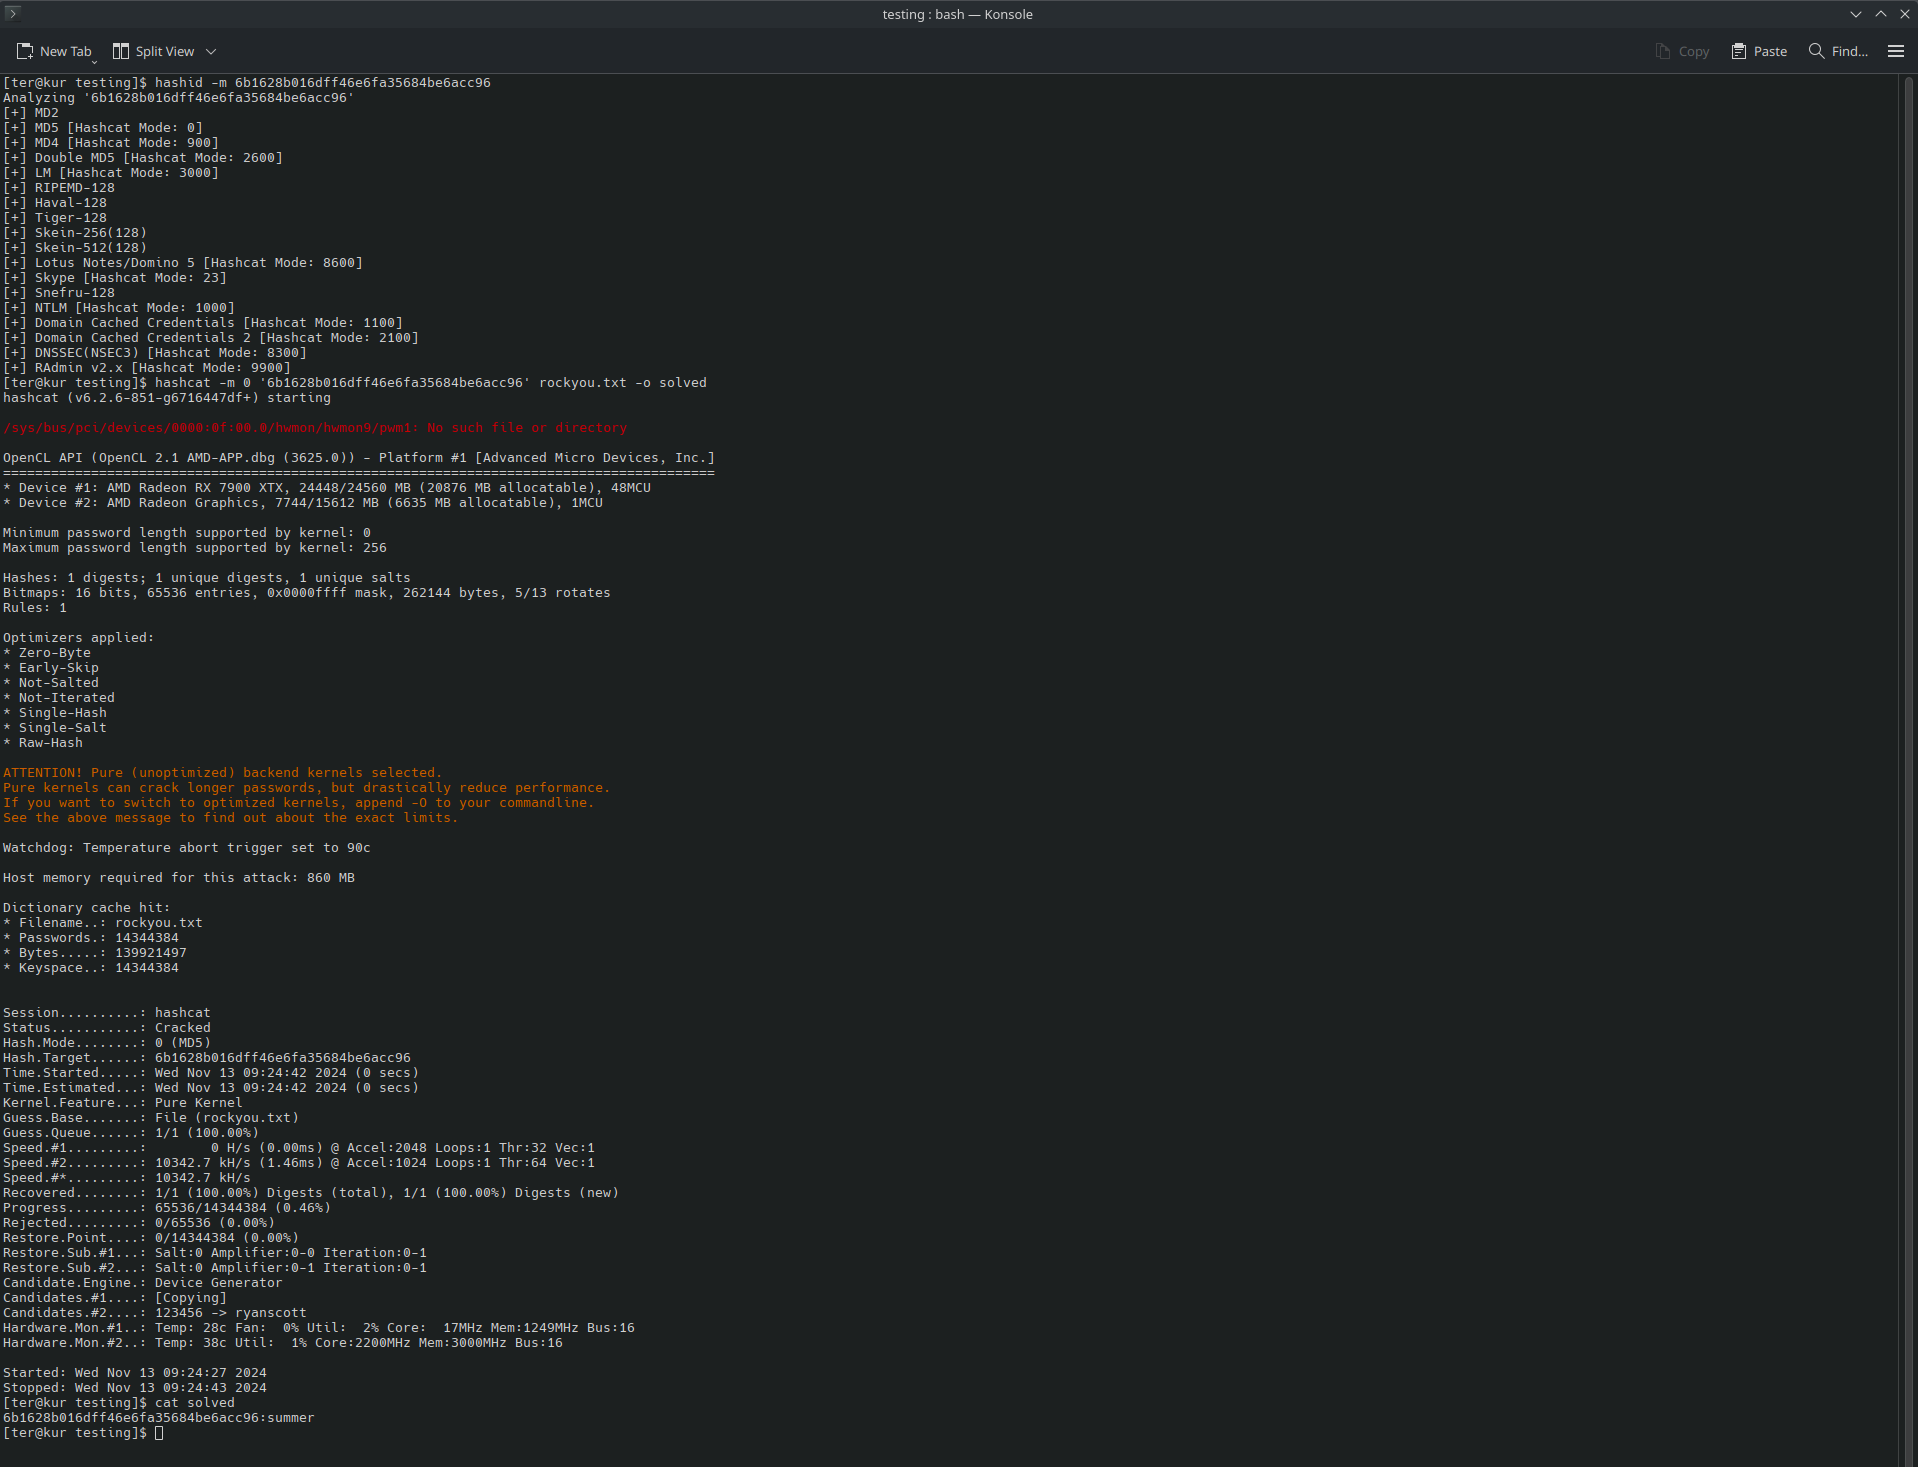 testing : bash — Konsole
New Tab Split View Copy Paste Find...
[ter@kur testing]$ hashid -m 6b1628b016dff46e6fa35684be6acc96
Analyzing '6b1628b016dff46e6fa35684be6acc96'
[+] MD2
[+] MD5 [Hashcat Mode: 0]
[+] MD4 [Hashcat Mode: 900]
[+] Double MD5 [Hashcat Mode: 2600]
[+] LM [Hashcat Mode: 3000]
[+] RIPEMD-128
[+] Haval-128
[+] Tiger-128
[+] Skein-256(128)
[+] Skein-512(128)
[+] Lotus Notes/Domino 5 [Hashcat Mode: 8600]
[+] Skype [Hashcat Mode: 23]
[+] Snefru-128
[+] NTLM [Hashcat Mode: 1000]
[+] Domain Cached Credentials [Hashcat Mode: 1100]
[+] Domain Cached Credentials 2 [Hashcat Mode: 2100]
[+] DNSSEC(NSEC3) [Hashcat Mode: 8300]
[+] RAdmin v2.x [Hashcat Mode: 9900]
[ter@kur testing]$ hashcat -m 0 '6b1628b016dff46e6fa35684be6acc96' rockyou.txt -o solved
hashcat (v6.2.6-851-g6716447df+) starting
/sys/bus/pci/devices/0000:0f:00.0/hwmon/hwmon9/pwm1: No such file or directory
OpenCL API (OpenCL 2.1 AMD-APP.dbg (3625.0)) - Platform #1 [Advanced Micro Devices, Inc.]
=========================================================================================
* Device #1: AMD Radeon RX 7900 XTX, 24448/24560 MB (20876 MB allocatable), 48MCU
* Device #2: AMD Radeon Graphics, 7744/15612 MB (6635 MB allocatable), 1MCU
Minimum password length supported by kernel: 0
Maximum password length supported by kernel: 256
Hashes: 1 digests; 1 unique digests, 1 unique salts
Bitmaps: 16 bits, 65536 entries, 0x0000ffff mask, 262144 bytes, 5/13 rotates
Rules: 1
Optimizers applied:
* Zero-Byte
* Early-Skip
* Not-Salted
* Not-Iterated
* Single-Hash
* Single-Salt
* Raw-Hash
ATTENTION! Pure (unoptimized) backend kernels selected.
Pure kernels can crack longer passwords, but drastically reduce performance.
If you want to switch to optimized kernels, append -O to your commandline.
See the above message to find out about the exact limits.
Watchdog: Temperature abort trigger set to 90c
Host memory required for this attack: 860 MB
Dictionary cache hit:
* Filename..: rockyou.txt
* Passwords.: 14344384
* Bytes.....: 139921497
* Keyspace..: 14344384
Session..........: hashcat
Status...........: Cracked
Hash.Mode........: 0 (MD5)
Hash.Target......: 6b1628b016dff46e6fa35684be6acc96
Time.Started.....: Wed Nov 13 09:24:42 2024 (0 secs)
Time.Estimated...: Wed Nov 13 09:24:42 2024 (0 secs)
Kernel.Feature...: Pure Kernel
Guess.Base.......: File (rockyou.txt)
Guess.Queue......: 1/1 (100.00%)
Speed.#1.........:        0 H/s (0.00ms) @ Accel:2048 Loops:1 Thr:32 Vec:1
Speed.#2.........: 10342.7 kH/s (1.46ms) @ Accel:1024 Loops:1 Thr:64 Vec:1
Speed.#*.........: 10342.7 kH/s
Recovered........: 1/1 (100.00%) Digests (total), 1/1 (100.00%) Digests (new)
Progress.........: 65536/14344384 (0.46%)
Rejected.........: 0/65536 (0.00%)
Restore.Point....: 0/14344384 (0.00%)
Restore.Sub.#1...: Salt:0 Amplifier:0-0 Iteration:0-1
Restore.Sub.#2...: Salt:0 Amplifier:0-1 Iteration:0-1
Candidate.Engine.: Device Generator
Candidates.#1....: [Copying]
Candidates.#2....: 123456 -> ryanscott
Hardware.Mon.#1..: Temp: 28c Fan:  0% Util:  2% Core:  17MHz Mem:1249MHz Bus:16
Hardware.Mon.#2..: Temp: 38c Util:  1% Core:2200MHz Mem:3000MHz Bus:16
Started: Wed Nov 13 09:24:27 2024
Stopped: Wed Nov 13 09:24:43 2024
[ter@kur testing]$ cat solved
6b1628b016dff46e6fa35684be6acc96:summer
[ter@kur testing]$